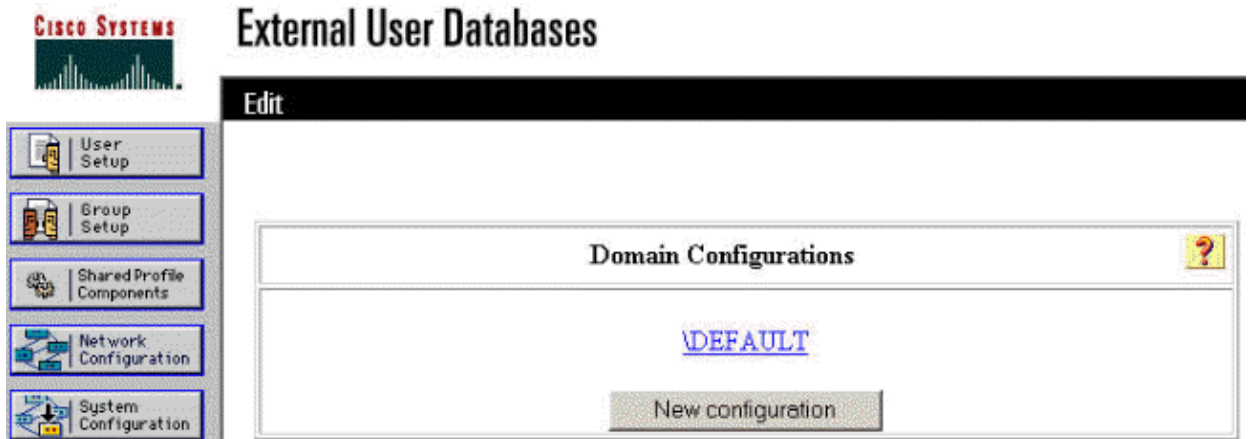 CISCO SYSTEMS
External User Databases
Edit
User
Setup
Group
Setup
Shared Profile
Components
Network
Configuration
System
Configuration
Domain Configurations
?
\DEFAULT
New configuration